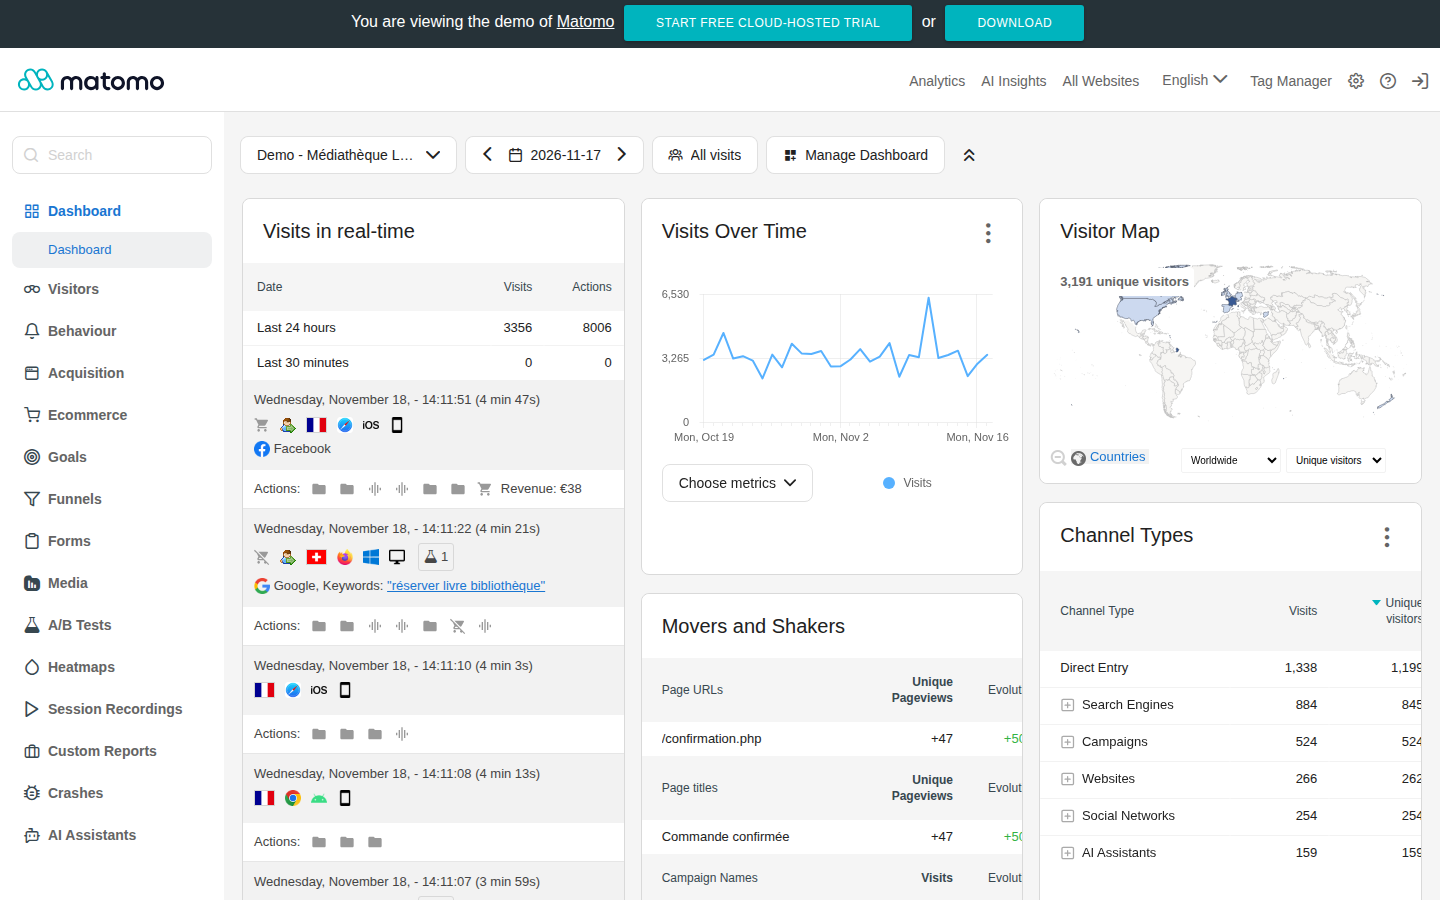 You are viewing the demo of Matomo START FREE CLOUD-HOSTED TRIAL or DOWNLOAD
matomo
Analytics AI Insights All Websites English Tag Manager
Search
Demo - Médiathèque L… 2026-11-17 All visits Manage Dashboard
Dashboard
Dashboard
Visitors
Behaviour
Acquisition
Ecommerce
Goals
Funnels
Forms
Media
A/B Tests
Heatmaps
Session Recordings
Custom Reports
Crashes
AI Assistants
Visits in real-time
Date Visits Actions
Last 24 hours 3356 8006
Last 30 minutes 0 0
Wednesday, November 18, - 14:11:51 (4 min 47s)
iOS
Facebook
Actions: Revenue: €38
Wednesday, November 18, - 14:11:22 (4 min 21s)
1
Google, Keywords: "réserver livre bibliothèque"
Actions:
Wednesday, November 18, - 14:11:10 (4 min 3s)
iOS
Actions:
Wednesday, November 18, - 14:11:08 (4 min 13s)
Actions:
Wednesday, November 18, - 14:11:07 (3 min 59s)
Visits Over Time
6,530
3,265
0
Mon, Oct 19 Mon, Nov 2 Mon, Nov 16
Choose metrics Visits
Movers and Shakers
Page URLs Unique Pageviews Evolut
/confirmation.php +47 +50
Page titles Unique Pageviews Evolut
Commande confirmée +47 +50
Campaign Names Visits Evolut
Visitor Map
3,191 unique visitors
Countries Worldwide Unique visitors
Channel Types
Channel Type Visits Unique visitors
Direct Entry 1,338 1,199
Search Engines 884 845
Campaigns 524 524
Websites 266 262
Social Networks 254 254
AI Assistants 159 159